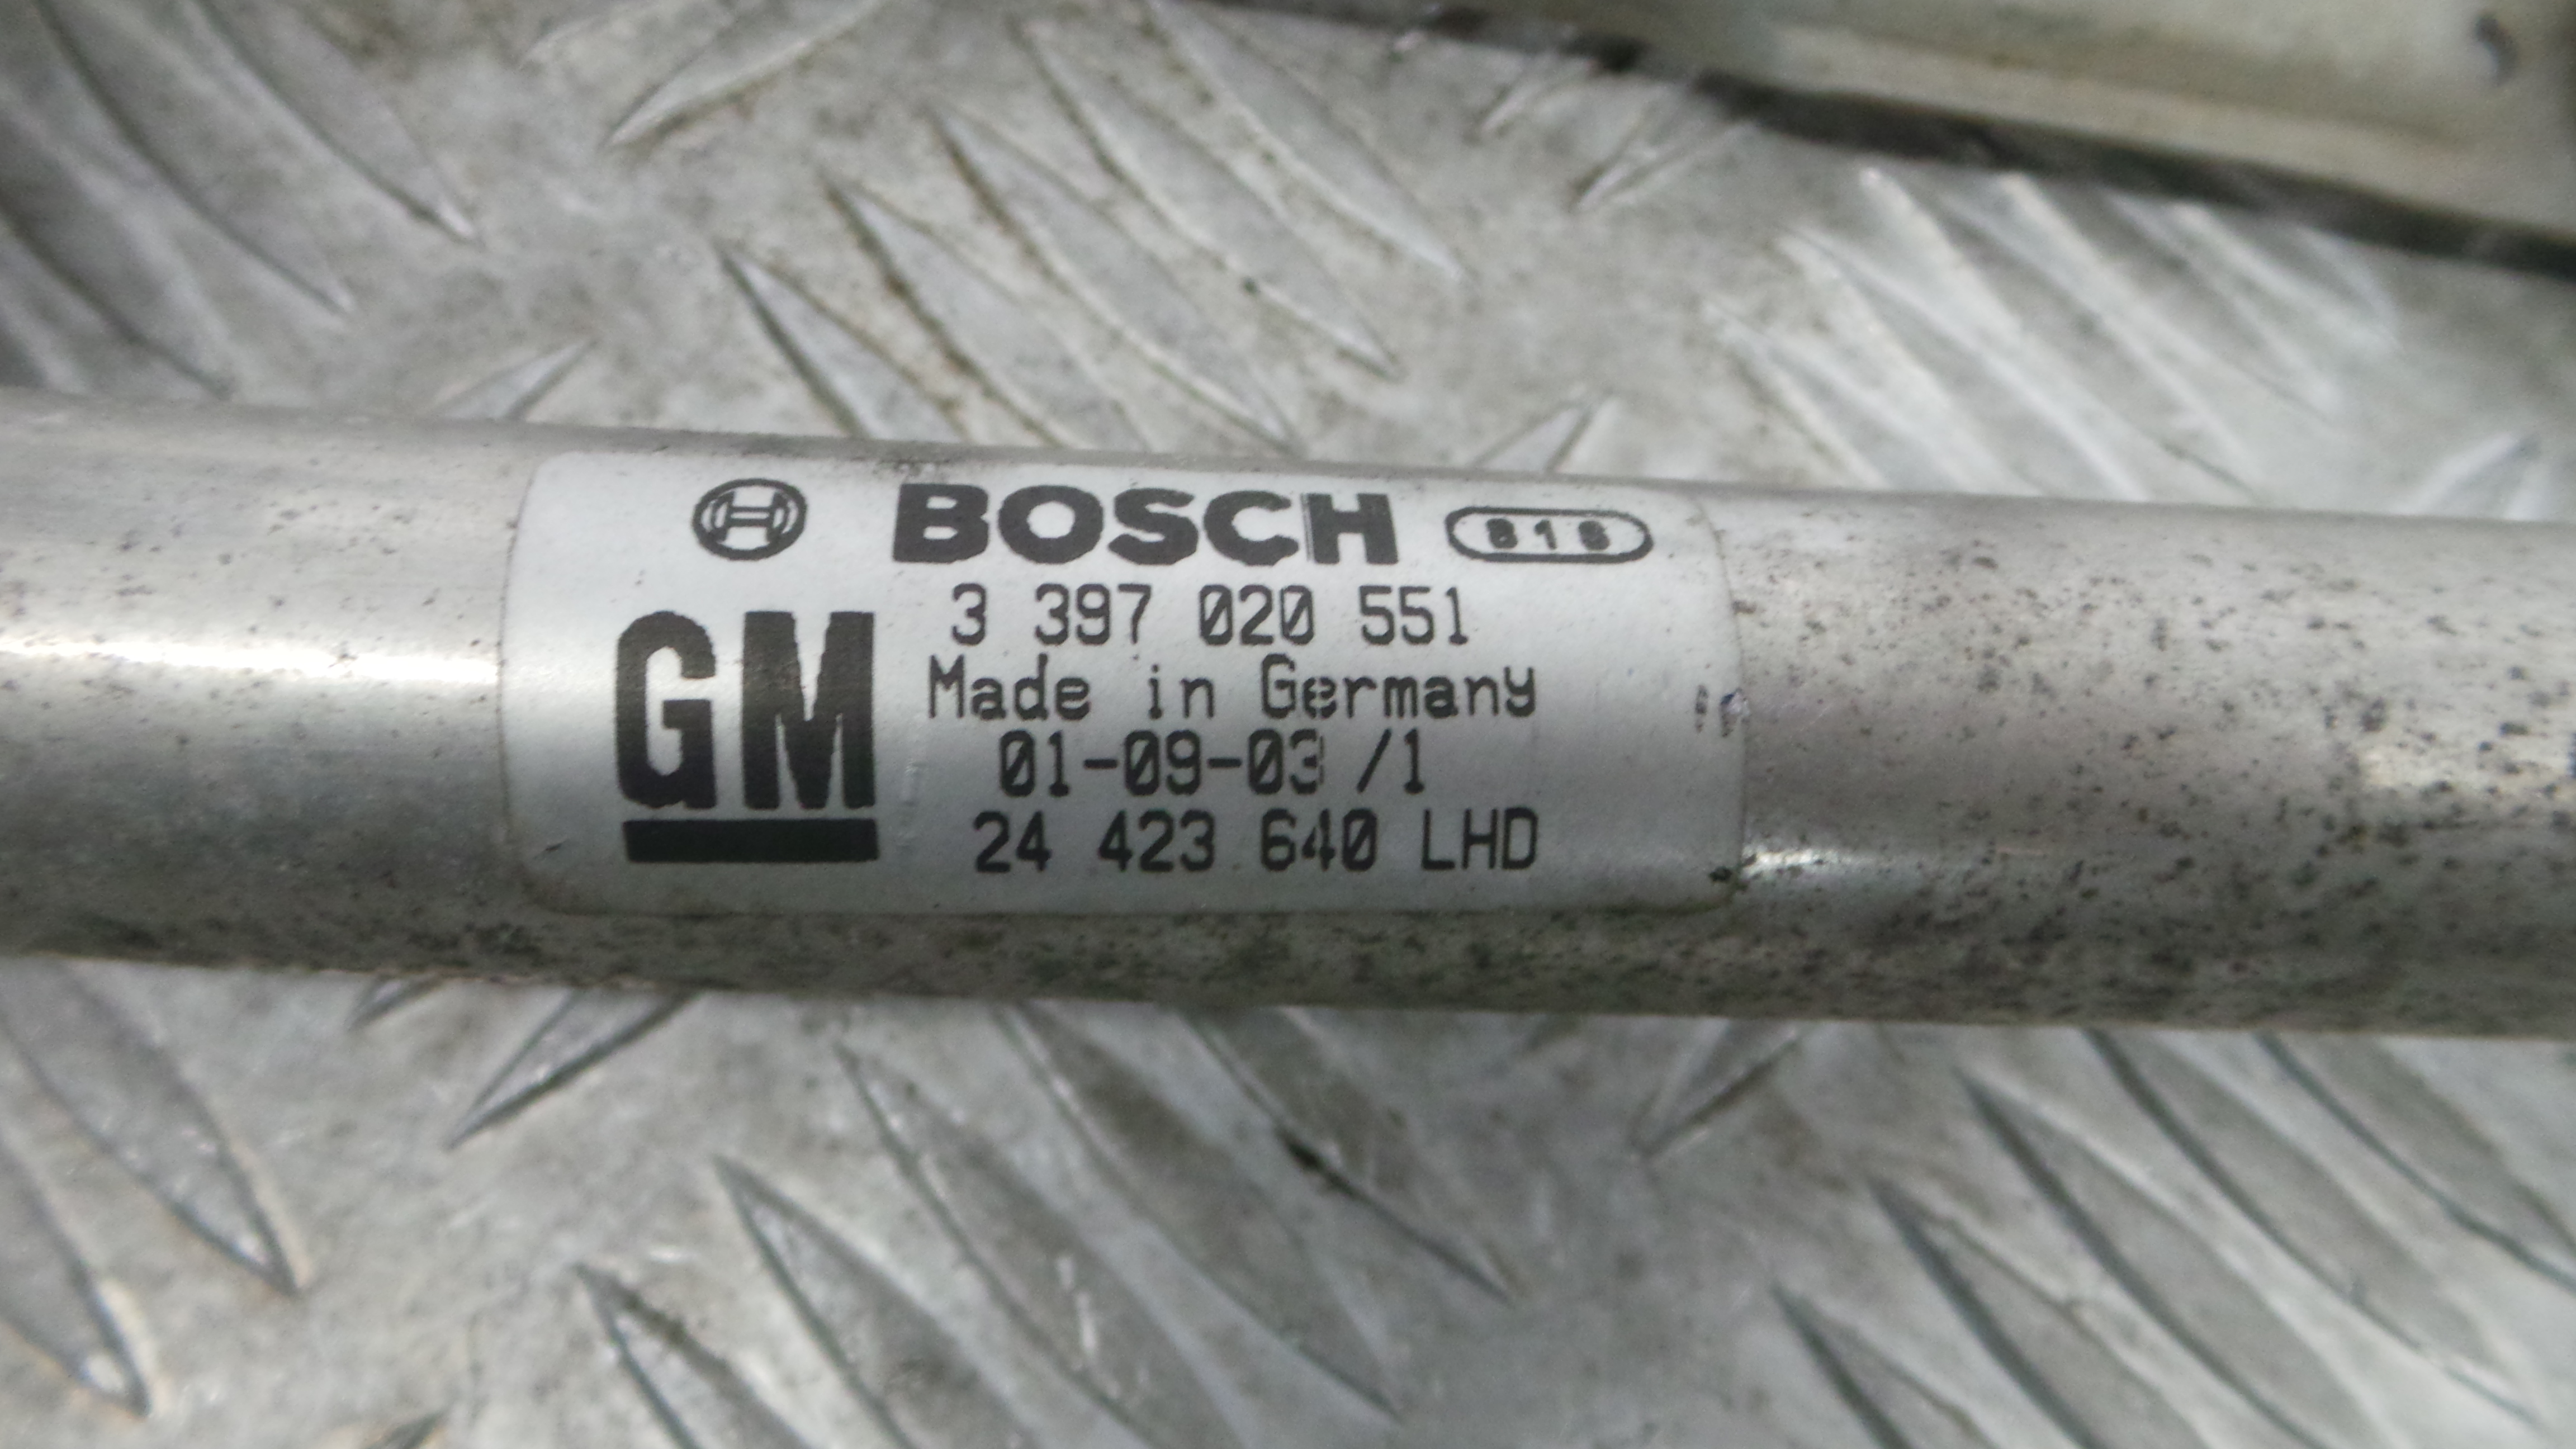 BOSCH
3 397 020 551
GM
Made in Germany
01-09-03 /1
24 423 640 LHD